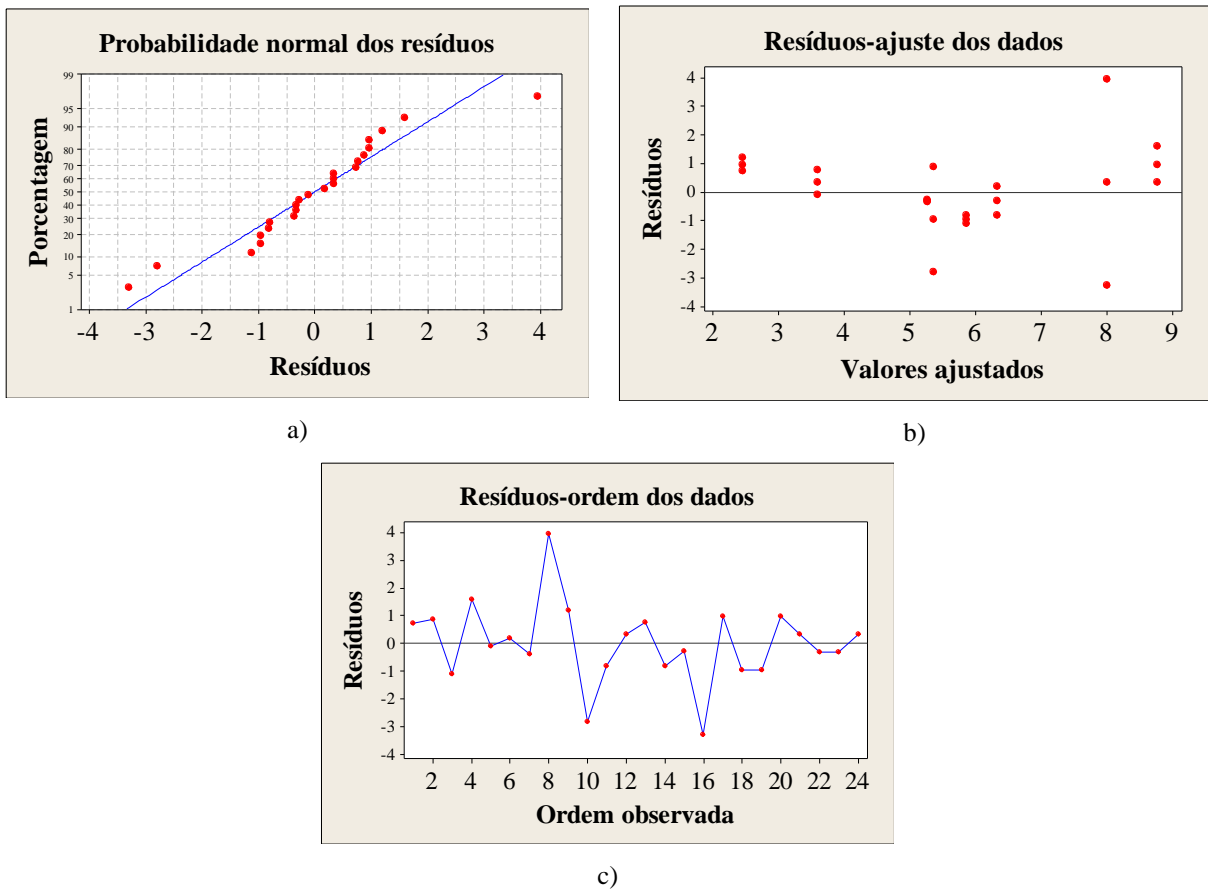 Probabilidade normal dos resíduos
99
95
90
80
70
60
50
40
30
20
10
5
1
Porcentagem
-4 -3 -2 -1 0 1 2 3 4
Resíduos
a)
Resíduos-ajuste dos dados
4
3
2
1
0
-1
-2
-3
-4
Resíduos
2 3 4 5 6 7 8 9
Valores ajustados
b)
Resíduos-ordem dos dados
4
3
2
1
0
-1
-2
-3
-4
Resíduos
2 4 6 8 10 12 14 16 18 20 22 24
Ordem observada
c)